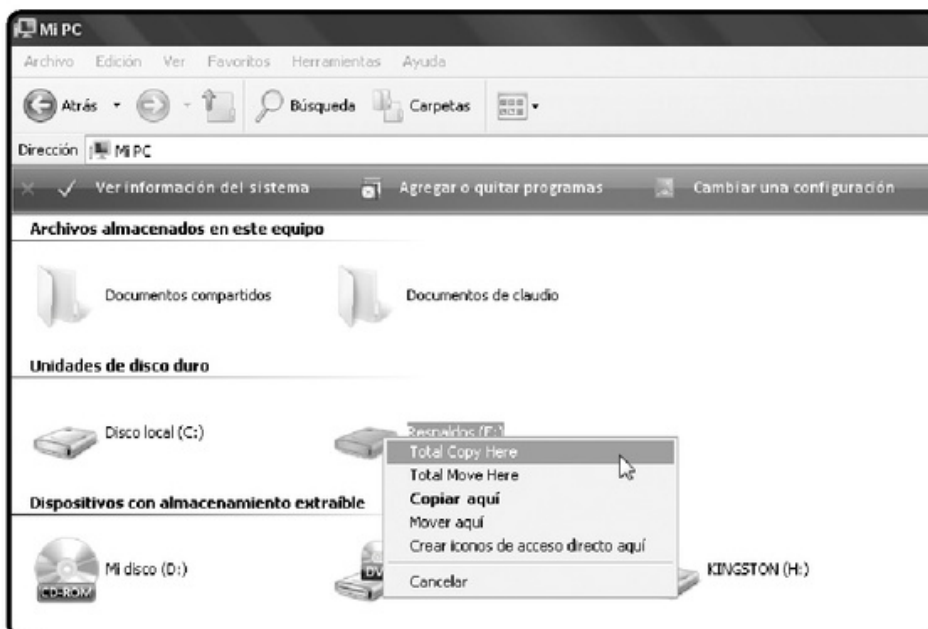 Mi PC
Archivo Edición Ver Favoritos Herramientas Ayuda
Atrás Búsqueda Carpetas
Dirección Mi PC
Ver información del sistema Agregar o quitar programas Cambiar una configuración
Archivos almacenados en este equipo
Documentos compartidos Documentos de claudio
Unidades de disco duro
Disco local (C:) Respaldos
Total Copy Here
Total Move Here
Copiar aquí
Mover aquí
Crear iconos de acceso directo aquí
Cancelar
Dispositivos con almacenamiento extraíble
Mi disco (D:) KINGSTON (H:)
CD-ROM